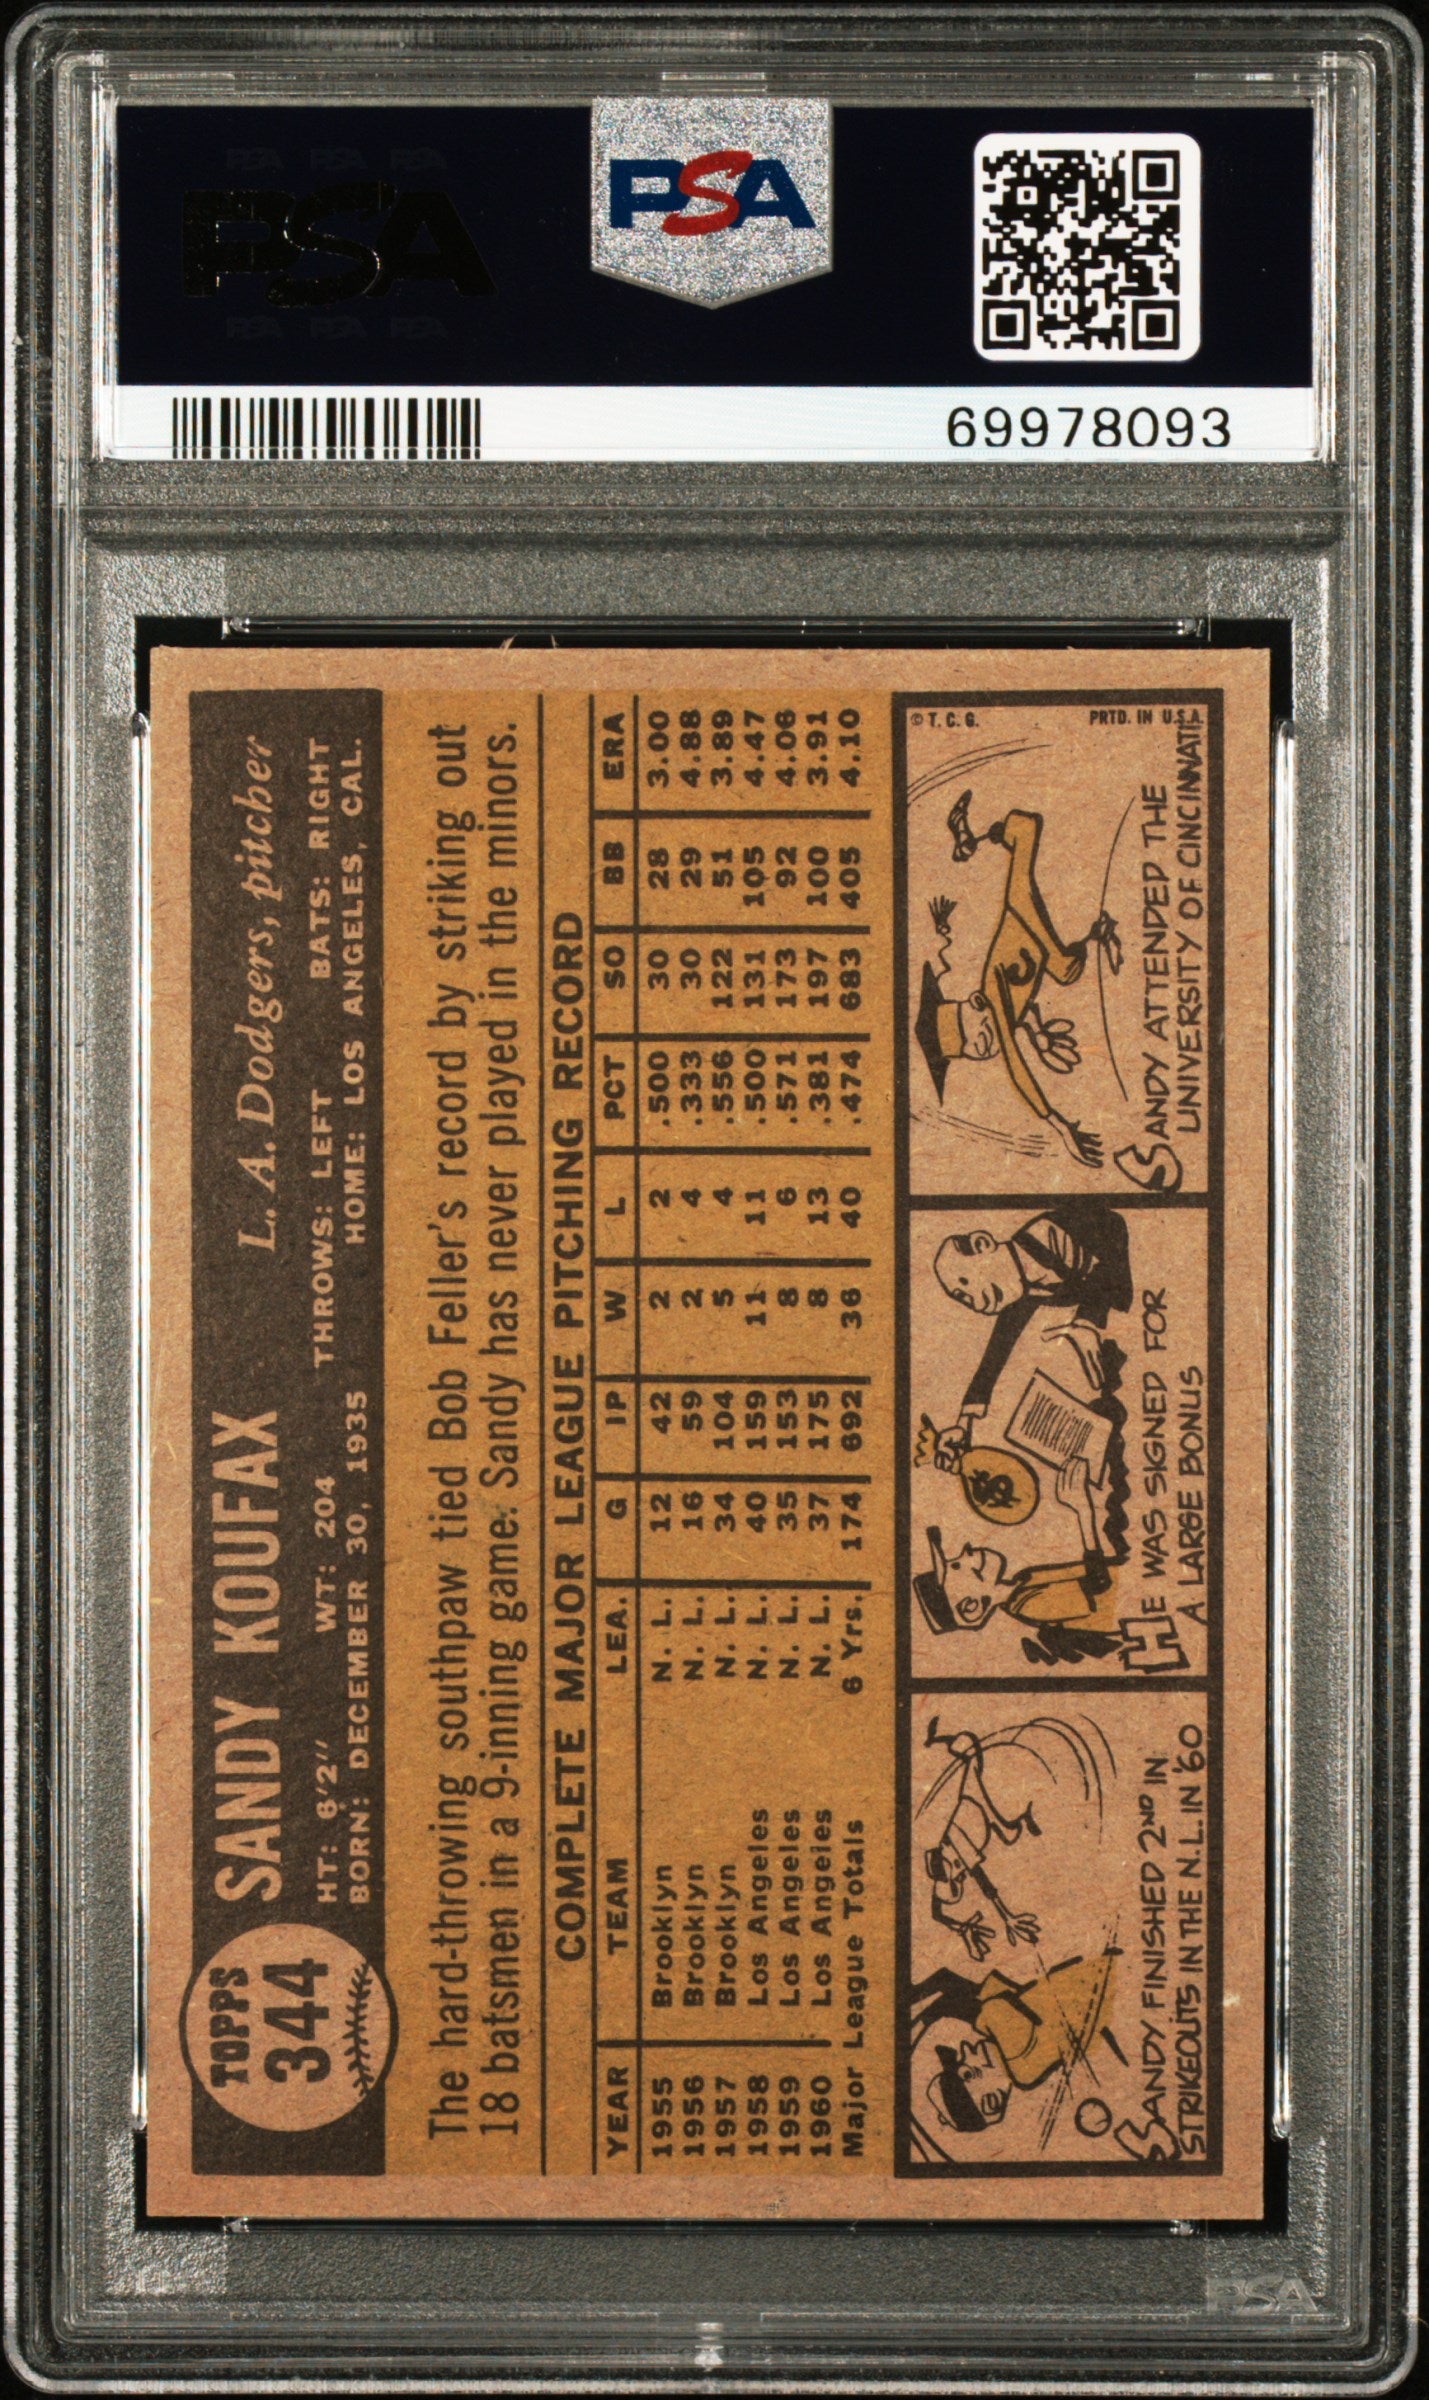 PSA PSA PSA
PSA
PSA PSA PSA
PSA
69978093
TOPPS
344
SANDY KOUFAX L. A. Dodgers, pitcher
HT: 6'2" WT: 204 THROWS: LEFT BATS: RIGHT
BORN: DECEMBER 30, 1935 HOME: LOS ANGELES, CAL.
The hard-throwing southpaw tied Bob Feller's record by striking out
18 batsmen in a 9-inning game. Sandy has never played in the minors.
COMPLETE MAJOR LEAGUE PITCHING RECORD
YEAR TEAM LEA. G IP W L PCT SO BB ERA
1955 Brooklyn N. L. 12 42 2 2 .500 30 28 3.00
1956 Brooklyn N. L. 16 59 2 4 .333 30 29 4.88
1957 Brooklyn N. L. 34 104 5 4 .556 122 51 3.89
1958 Los Angeles N. L. 40 159 11 11 .500 131 105 4.47
1959 Los Angeles N. L. 35 153 8 6 .571 173 92 4.06
1960 Los Angeles N. L. 37 175 8 13 .381 197 100 3.91
Major League Totals 6 Yrs. 174 692 36 40 .474 683 405 4.10
SANDY FINISHED 2ND IN
STRIKEOUTS IN THE N.L. IN '60
$
HE WAS SIGNED FOR
A LARGE BONUS
C
SANDY ATTENDED THE
UNIVERSITY OF CINCINNATI
© T. C. G.
PRTD. IN U.S.A.
PSA